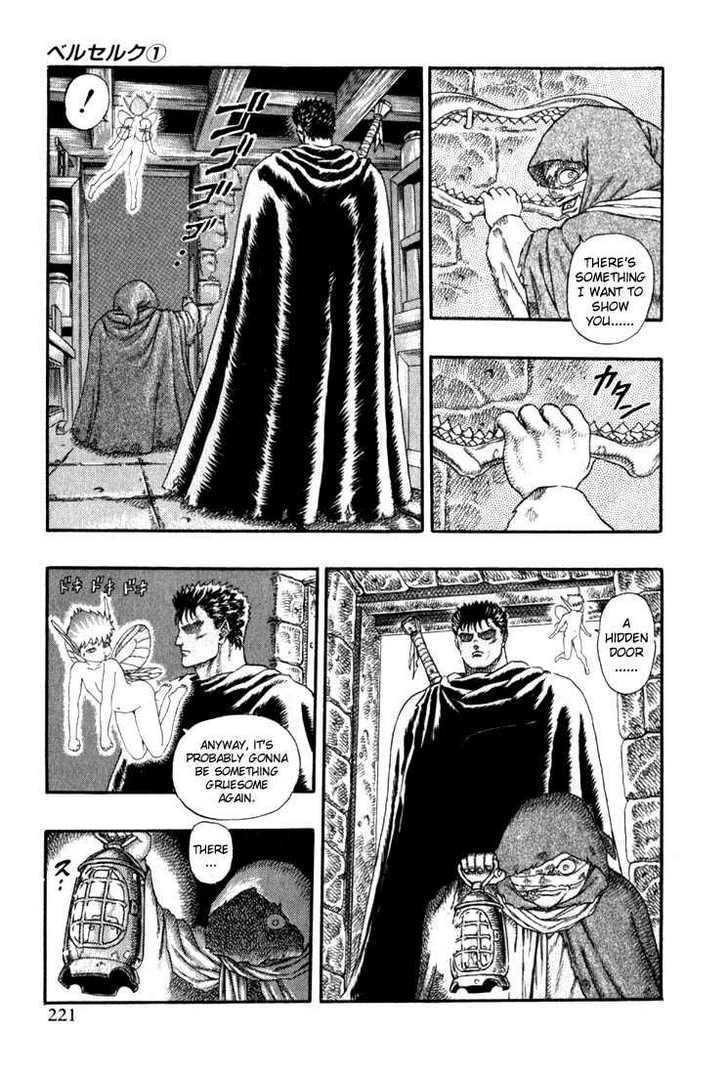 ベルセルク①
THERE'S
SOMETHING
I WANT TO
SHOW
YOU......
カタン
!
ゴゴゴゴ...
A
HIDDEN
DOOR
......
ドキ ドキ ドキ
ANYWAY, IT'S
PROBABLY GONNA
BE SOMETHING
GRUESOME
AGAIN.
THERE
...
ス...
221